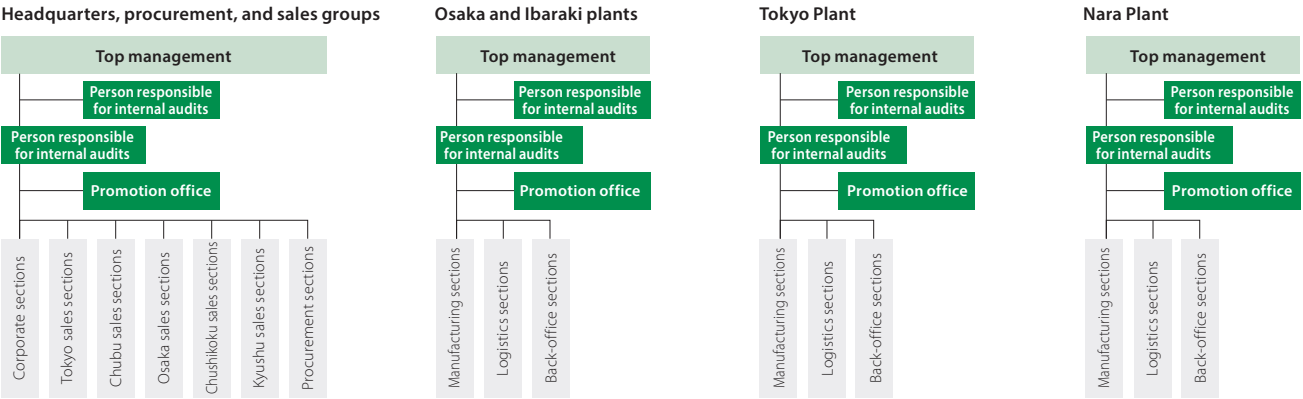 Headquarters, procurement, and sales groups
Top management
Person responsible
for internal audits
Person responsible
for internal audits
Promotion office
Corporate sections
Tokyo sales sections
Chubu sales sections
Osaka sales sections
Chushikoku sales sections
Kyushu sales sections
Procurement sections
Osaka and Ibaraki plants
Top management
Person responsible
for internal audits
Person responsible
for internal audits
Promotion office
Manufacturing sections
Logistics sections
Back-office sections
Tokyo Plant
Top management
Person responsible
for internal audits
Person responsible
for internal audits
Promotion office
Manufacturing sections
Logistics sections
Back-office sections
Nara Plant
Top management
Person responsible
for internal audits
Person responsible
for internal audits
Promotion office
Manufacturing sections
Logistics sections
Back-office sections